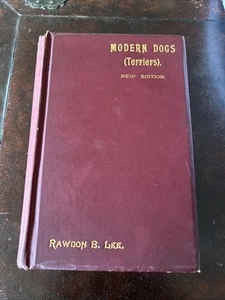 MODERN DOGS
(Terriers).
NEW EDITION.
RAWDON B. LEE.